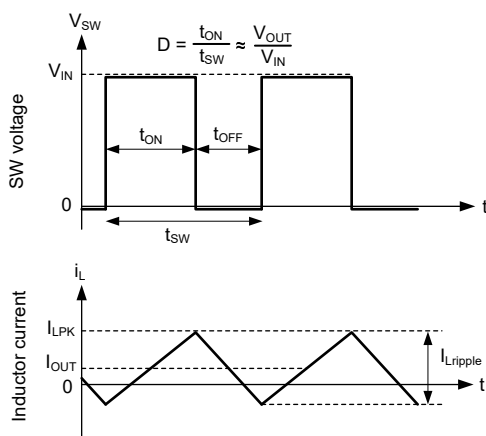 V_SW
D = t_ON / t_SW ≈ V_OUT / V_IN
V_IN
SW voltage
t_ON
t_OFF
0
t
t_SW
i_L
Inductor current
I_LPK
I_OUT
I_Lripple
0
t